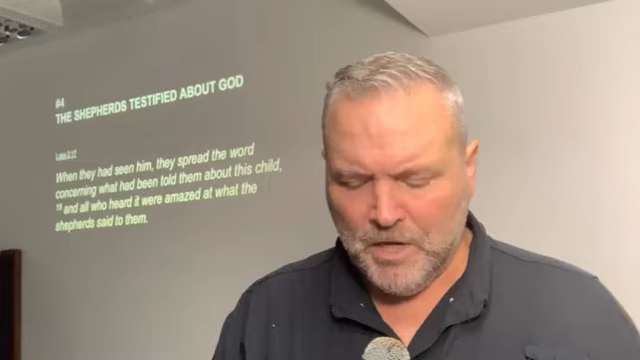 #4
THE SHEPHERDS TESTIFIED ABOUT GOD
Luke 2:17
When they had seen him, they spread the word
concerning what had been told them about this child,
18 and all who heard it were amazed at what the
shepherds said to them.